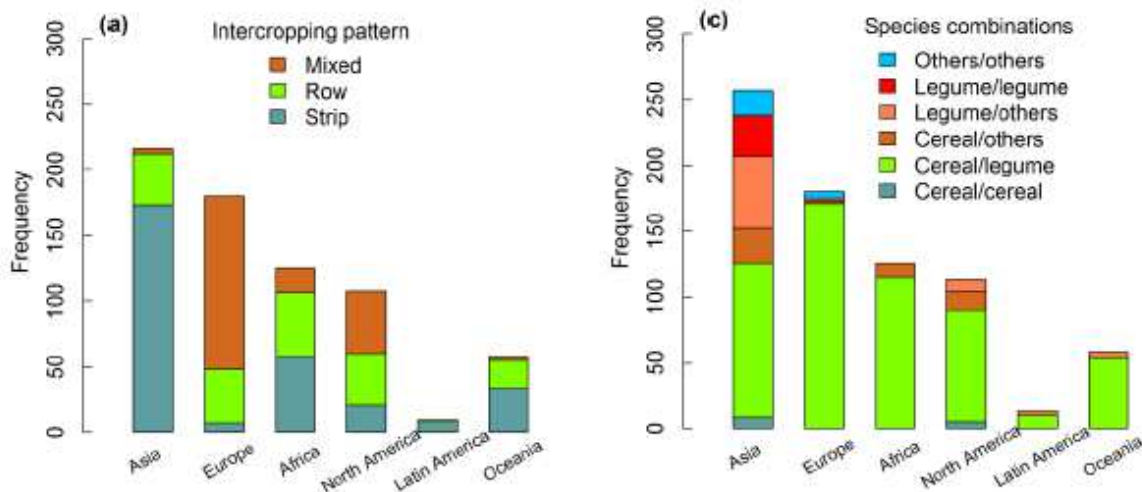 (a)
Intercropping pattern
Mixed
Row
Strip
Frequency
300
250
200
150
100
50
0
Asia
Europe
Africa
North America
Latin America
Oceania
(c)
Species combinations
Others/others
Legume/legume
Legume/others
Cereal/others
Cereal/legume
Cereal/cereal
Frequency
300
250
200
150
100
50
0
Asia
Europe
Africa
North America
Latin America
Oceania